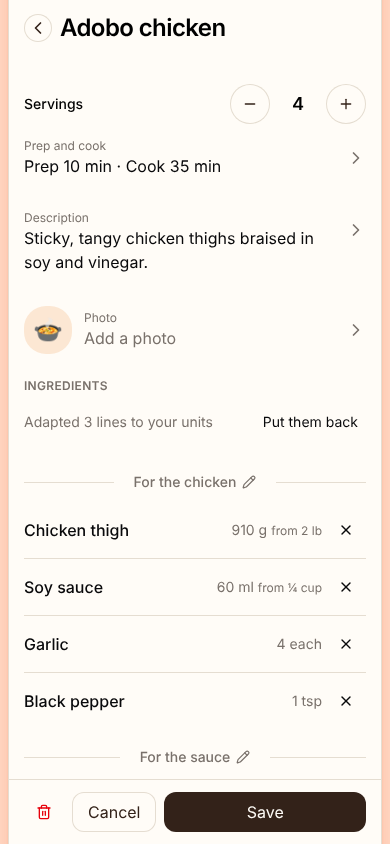 Adobo chicken
Servings
4
Prep and cook
Prep 10 min · Cook 35 min
Description
Sticky, tangy chicken thighs braised in
soy and vinegar.
Photo
Add a photo
INGREDIENTS
Adapted 3 lines to your units Put them back
For the chicken
Chicken thigh 910 g from 2 lb
Soy sauce 60 ml from ¼ cup
Garlic 4 each
Black pepper 1 tsp
For the sauce
Cancel Save